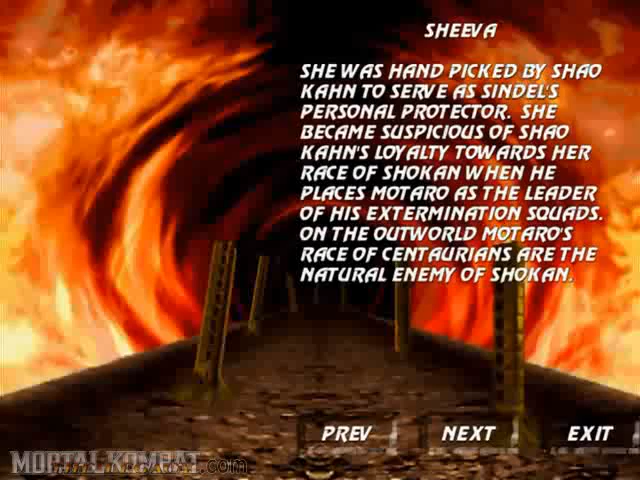 SHEEVA
SHE WAS HAND PICKED BY SHAO
KAHN TO SERVE AS SINDEL'S
PERSONAL PROTECTOR. SHE
BECAME SUSPICIOUS OF SHAO
KAHN'S LOYALTY TOWARDS HER
RACE OF SHOKAN WHEN HE
PLACES MOTARO AS THE LEADER
OF HIS EXTERMINATION SQUADS.
ON THE OUTWORLD MOTARO'S
RACE OF CENTAURIANS ARE THE
NATURAL ENEMY OF SHOKAN.
PREV NEXT EXIT
MORTAL KOMBAT
.com